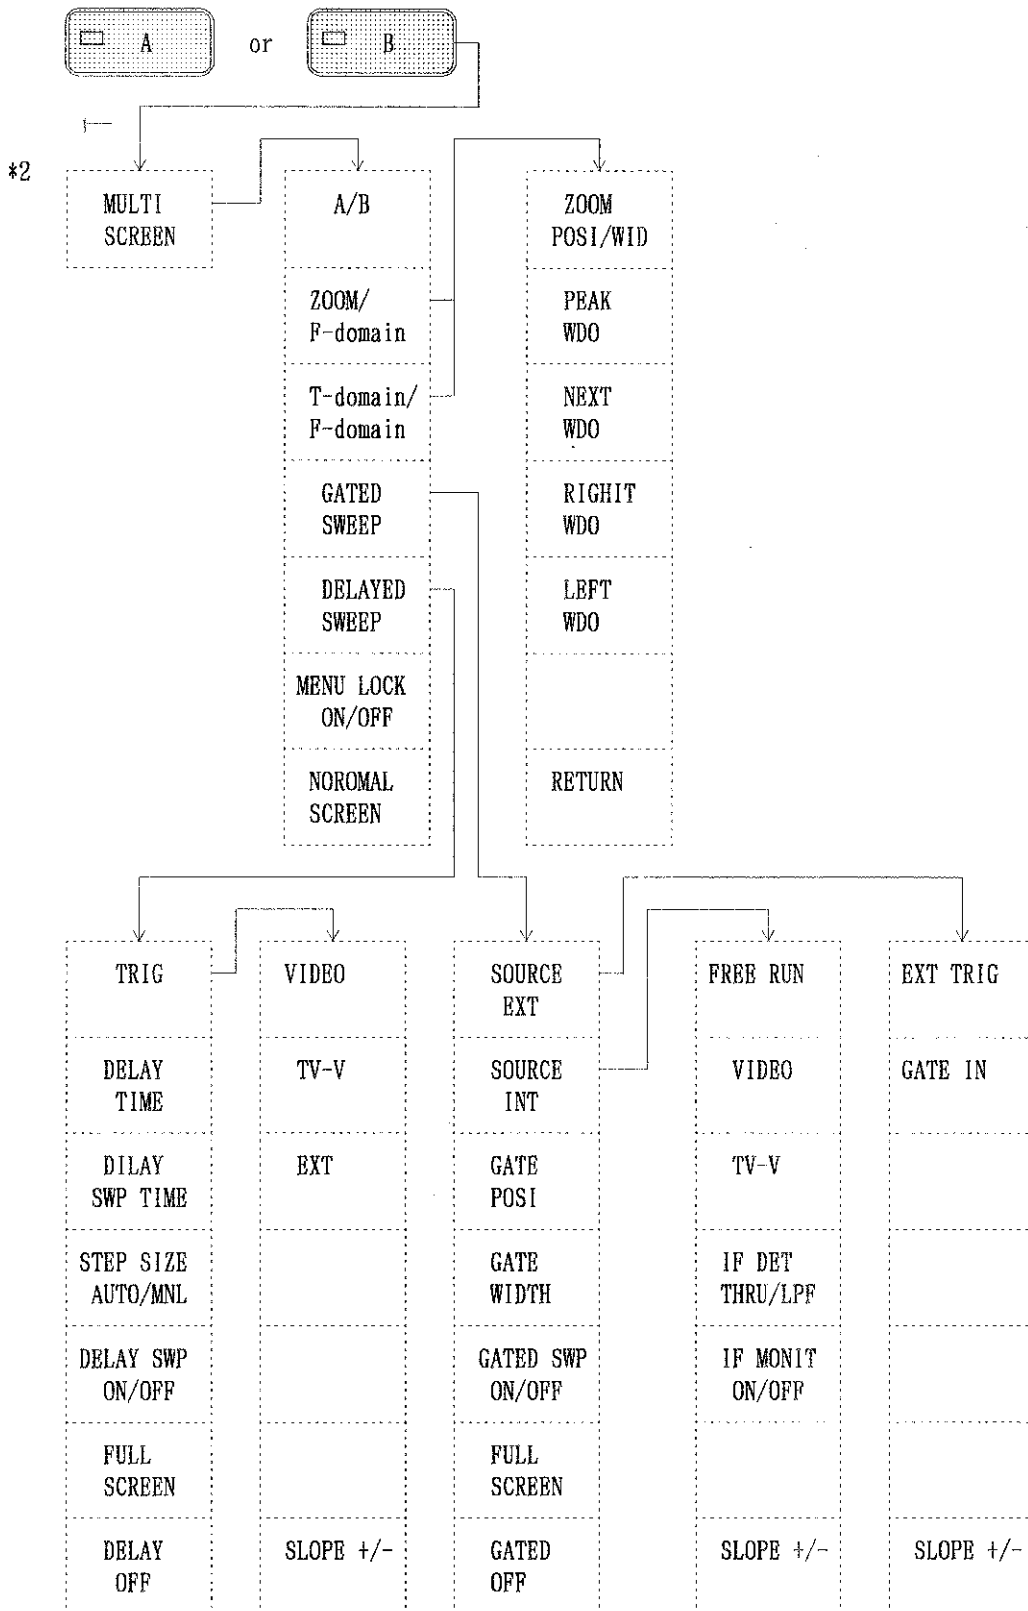 A or B
*2
MULTI
SCREEN
A/B
ZOOM/
F-domain
T-domain/
F-domain
GATED
SWEEP
DELAYED
SWEEP
MENU LOCK
ON/OFF
NOROMAL
SCREEN
ZOOM
POSI/WID
PEAK
WDO
NEXT
WDO
RIGHIT
WDO
LEFT
WDO
RETURN
TRIG
DELAY
TIME
DILAY
SWP TIME
STEP SIZE
AUTO/MNL
DELAY SWP
ON/OFF
FULL
SCREEN
DELAY
OFF
VIDEO
TV-V
EXT
SLOPE +/-
SOURCE
EXT
SOURCE
INT
GATE
POSI
GATE
WIDTH
GATED SWP
ON/OFF
FULL
SCREEN
GATED
OFF
FREE RUN
VIDEO
TV-V
IF DET
THRU/LPF
IF MONIT
ON/OFF
SLOPE +/-
EXT TRIG
GATE IN
SLOPE +/-